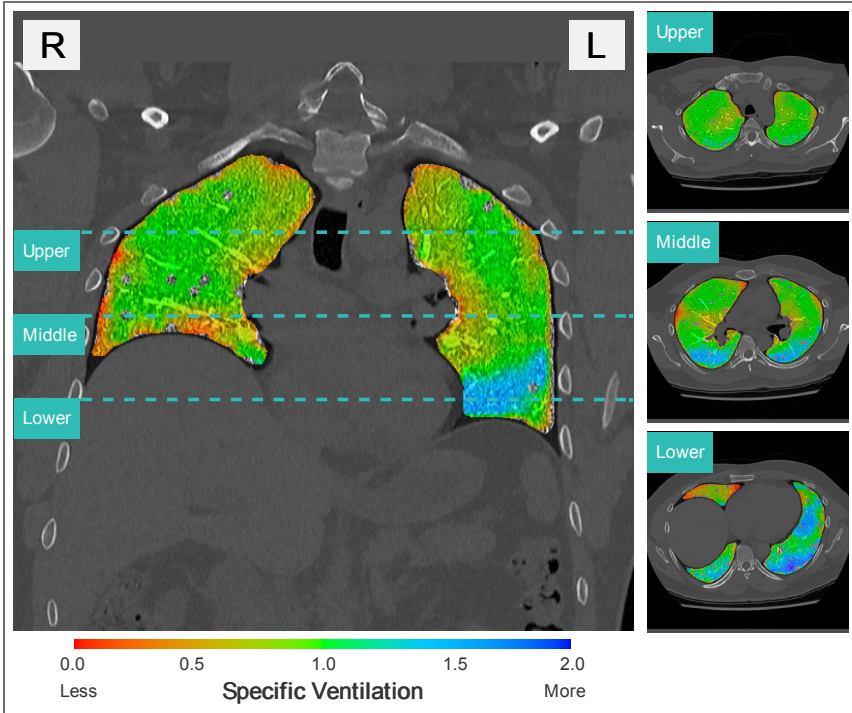 R
L
Upper
Middle
Lower
Upper
Middle
Lower
0.0 0.5 1.0 1.5 2.0
Less Specific Ventilation More